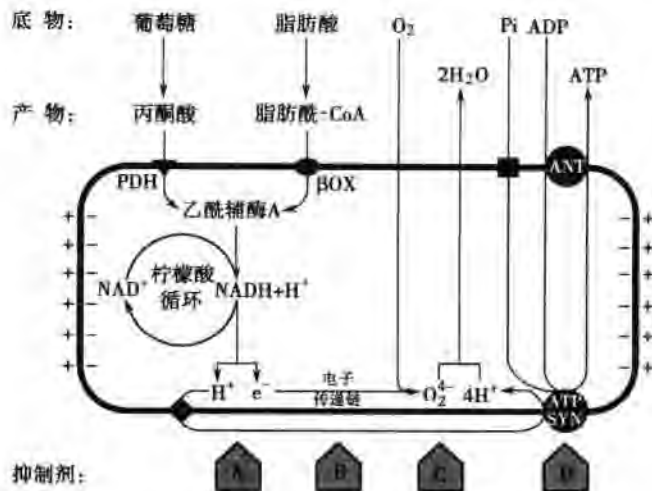 底 物: 葡萄糖 脂肪酸 O₂ Pi ADP
2H₂O ATP
产 物: 丙酮酸 脂肪酰-CoA
ANT
PDH βOX
乙酰辅酶A
柠檬酸
循环
NAD⁺ NADH+H⁺
电子
传递链
H⁺ e⁻ O₂⁴⁻ 4H⁺
ATP
SYN
抑制剂: A B C D